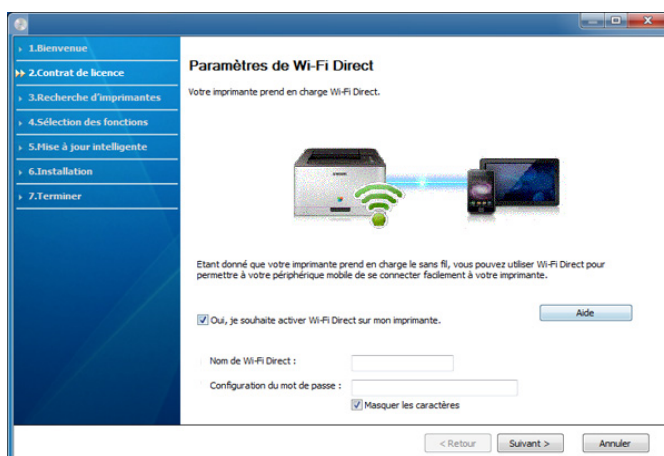 1.Bienvenue
2.Contrat de licence
3.Recherche d'imprimantes
4.Sélection des fonctions
5.Mise à jour intelligente
6.Installation
7.Terminer
Paramètres de Wi-Fi Direct
Votre imprimante prend en charge Wi-Fi Direct.
Etant donné que votre imprimante prend en charge le sans fil, vous pouvez utiliser Wi-Fi Direct pour
permettre à votre périphérique mobile de se connecter facilement à votre imprimante.
Oui, je souhaite activer Wi-Fi Direct sur mon imprimante.
Aide
Nom de Wi-Fi Direct :
Configuration du mot de passe :
Masquer les caractères
< Retour
Suivant >
Annuler